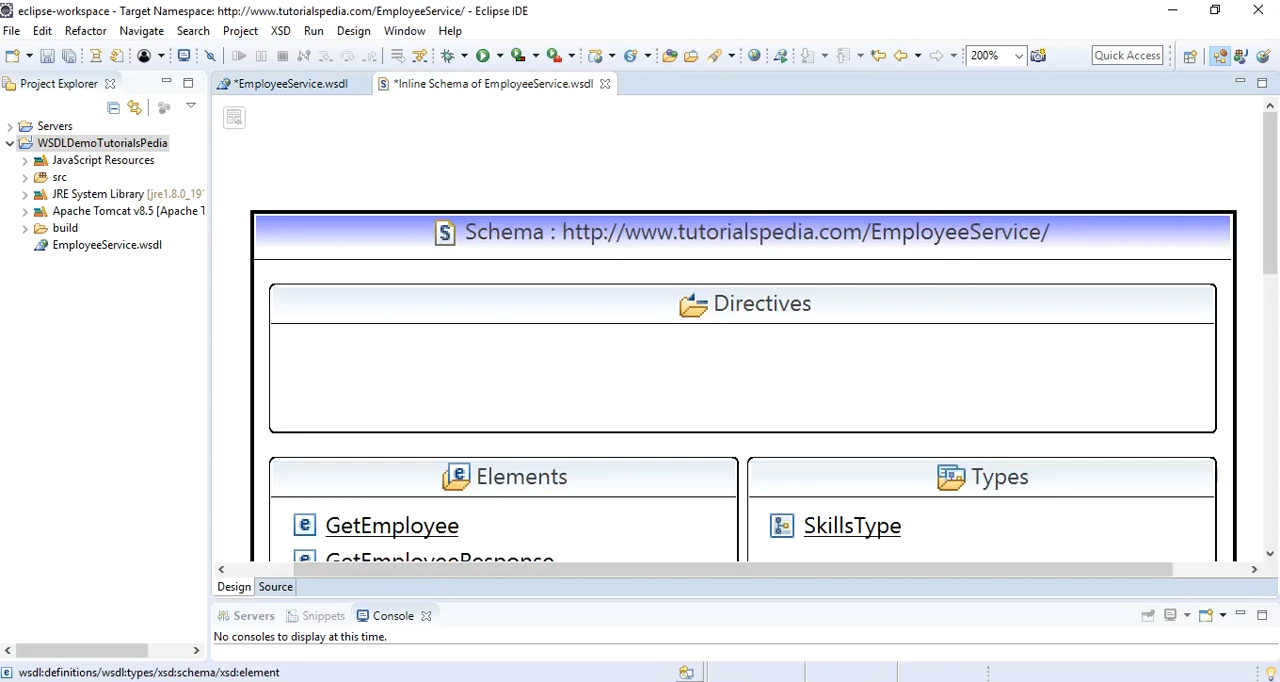 eclipse-workspace - Target Namespace: http://www.tutorialspedia.com/EmployeeService/ - Eclipse IDE
File Edit Refactor Navigate Search Project XSD Run Design Window Help
200% Quick Access
Project Explorer
*EmployeeService.wsdl *Inline Schema of EmployeeService.wsdl
Servers
WSDLDemoTutorialsPedia
JavaScript Resources
src
JRE System Library [jre1.8.0_19
Apache Tomcat v8.5 [Apache T
build
EmployeeService.wsdl
Schema : http://www.tutorialspedia.com/EmployeeService/
Directives
Elements
GetEmployee
GetEmployeeResponse
Types
SkillsType
Design Source
Servers Snippets Console
No consoles to display at this time.
wsdl:definitions/wsdl:types/xsd:schema/xsd:element